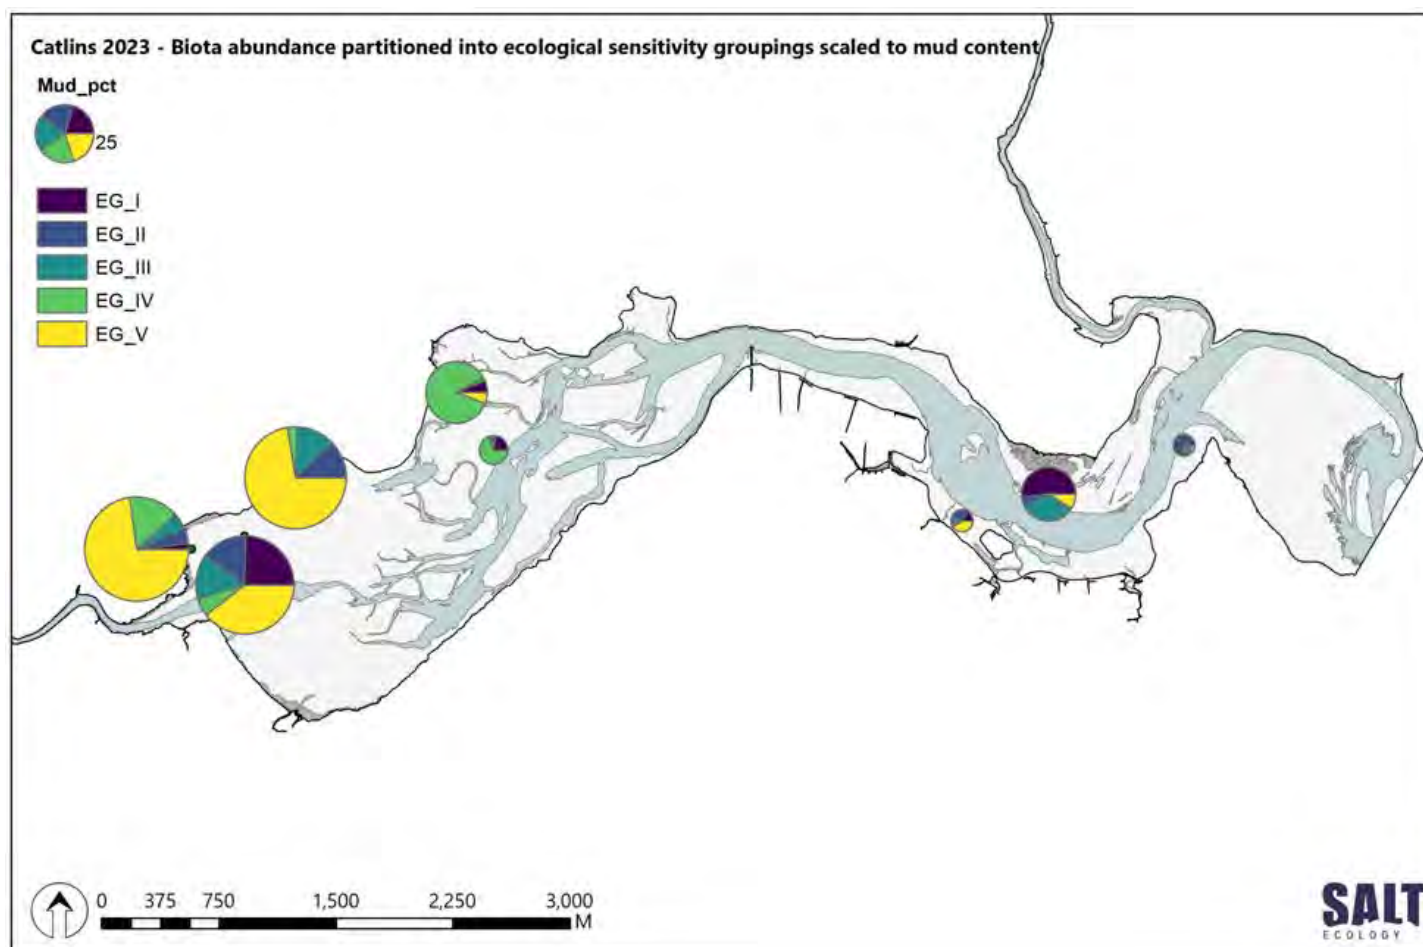 Catlins 2023 - Biota abundance partitioned into ecological sensitivity groupings scaled to mud content
Mud_pct
25
EG_I
EG_II
EG_III
EG_IV
EG_V
0 375 750 1,500 2,250 3,000
M
SALT
ECOLOGY